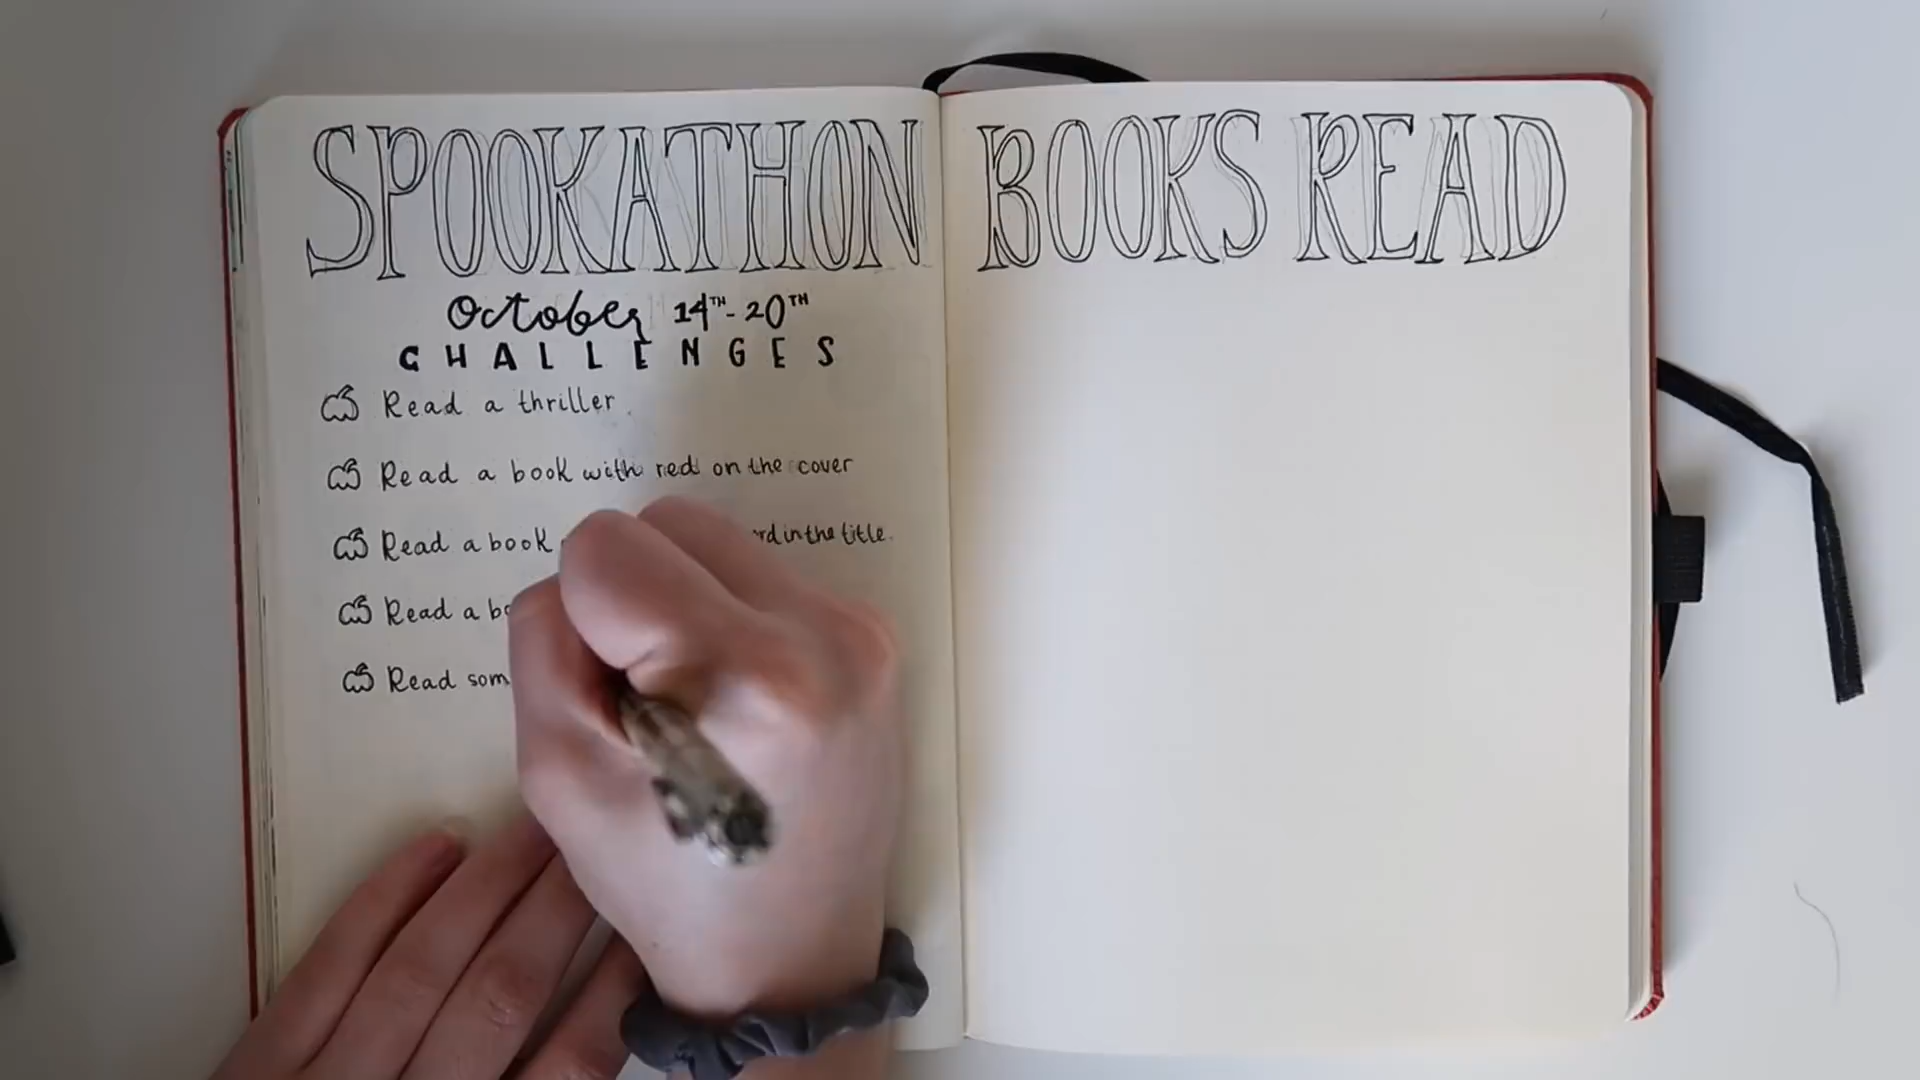 SPOOKATHON
October 14TH - 20TH
CHALLENGES
Read a thriller.
Read a book with red on the cover
Read a book in the title.
Read a
Read
BOOKS READ